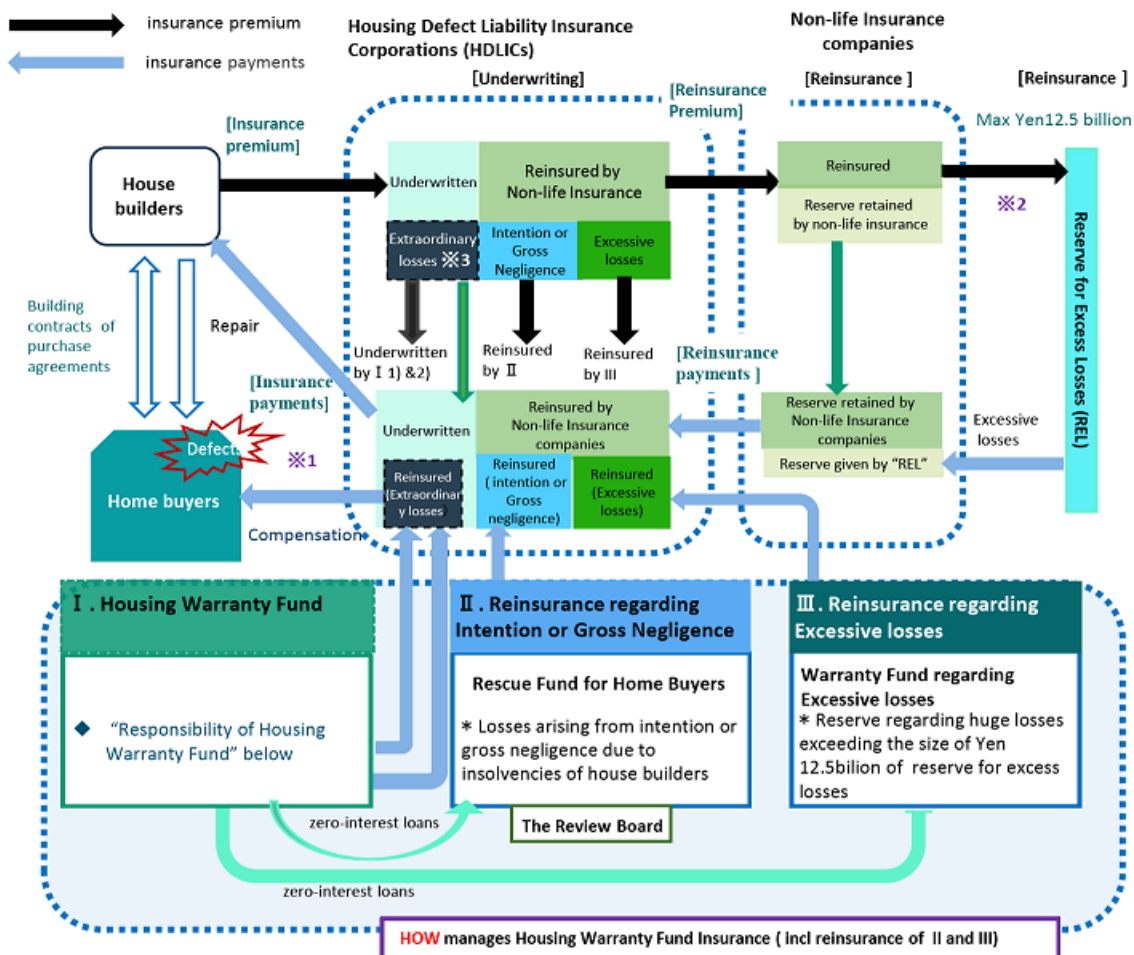 insurance premium
insurance payments
Housing Defect Liability Insurance
Corporations (HDLICs)
Non-life Insurance
companies
[Underwriting]
[Reinsurance ]
[Reinsurance ]
[Insurance
premium]
[Reinsurance
Premium]
Max Yen12.5 billion
House
builders
Underwritten
Reinsured by
Non-life Insurance
Reinsured
Reserve retained
by non-life insurance
※2
Extraordinary
losses ※3
Intention or
Gross
Negligence
Excessive
losses
Reserve for Excess Losses (REL)
Building
contracts of
purchase
agreements
Repair
Underwritten
by Ⅰ 1) &2)
Reinsured
by Ⅱ
Reinsured
by III
[Reinsurance
payments ]
[Insurance
payments]
Underwritten
Reinsured by
Non-life Insurance
companies
Reserve retained by
Non-life Insurance
companies
Reserve given by “REL”
Excessive
losses
Defects
※1
Home buyers
Reinsured
(Extraordinar
y losses)
Reinsured
( intention or
Gross
negligence)
Reinsured
(Excessive
losses)
Compensation
Ⅰ . Housing Warranty Fund
Ⅱ . Reinsurance regarding
Intention or Gross Negligence
Ⅲ. Reinsurance regarding
Excessive losses
◆ “Responsibility of Housing
Warranty Fund” below
Rescue Fund for Home Buyers
* Losses arising from intention or
gross negligence due to
insolvencies of house builders
Warranty Fund regarding
Excessive losses
* Reserve regarding huge losses
exceeding the size of Yen
12.5bilion of reserve for excess
losses
zero-interest loans
The Review Board
zero-interest loans
HOW manages Housing Warranty Fund Insurance ( incl reinsurance of II and III)